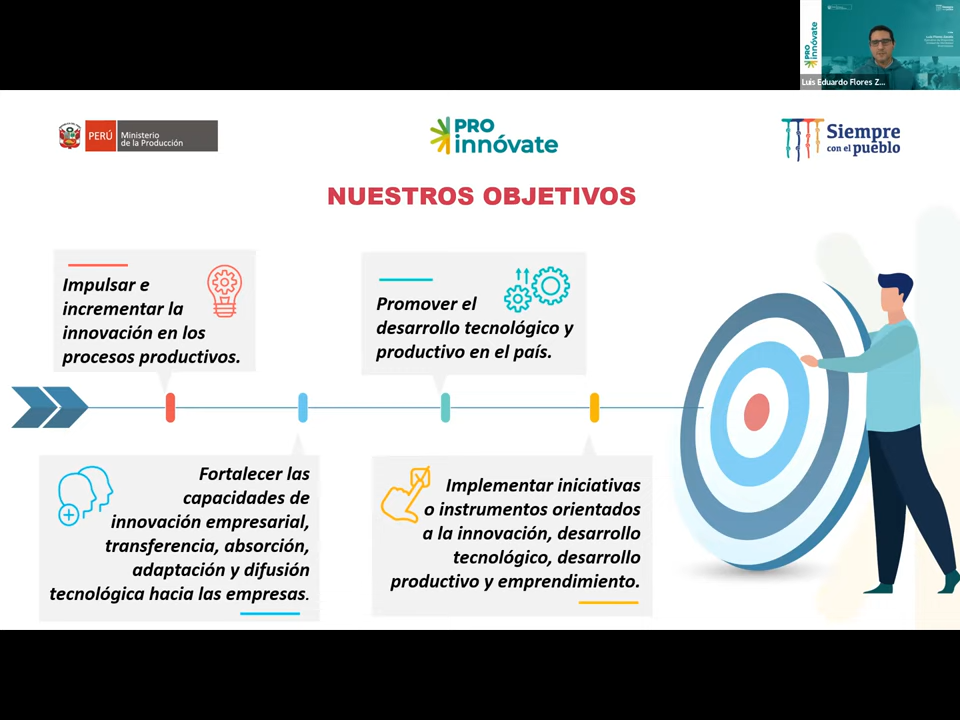 PRO
innóvate
Luis Eduardo Flores Z...
PERÚ
Ministerio
de la Producción
PRO
innóvate
Siempre
con el pueblo
NUESTROS OBJETIVOS
Impulsar e
incrementar la
innovación en los
procesos productivos.
Promover el
desarrollo tecnológico y
productivo en el país.
Fortalecer las
capacidades de
innovación empresarial,
transferencia, absorción,
adaptación y difusión
tecnológica hacia las empresas.
Implementar iniciativas
o instrumentos orientados
a la innovación, desarrollo
tecnológico, desarrollo
productivo y emprendimiento.